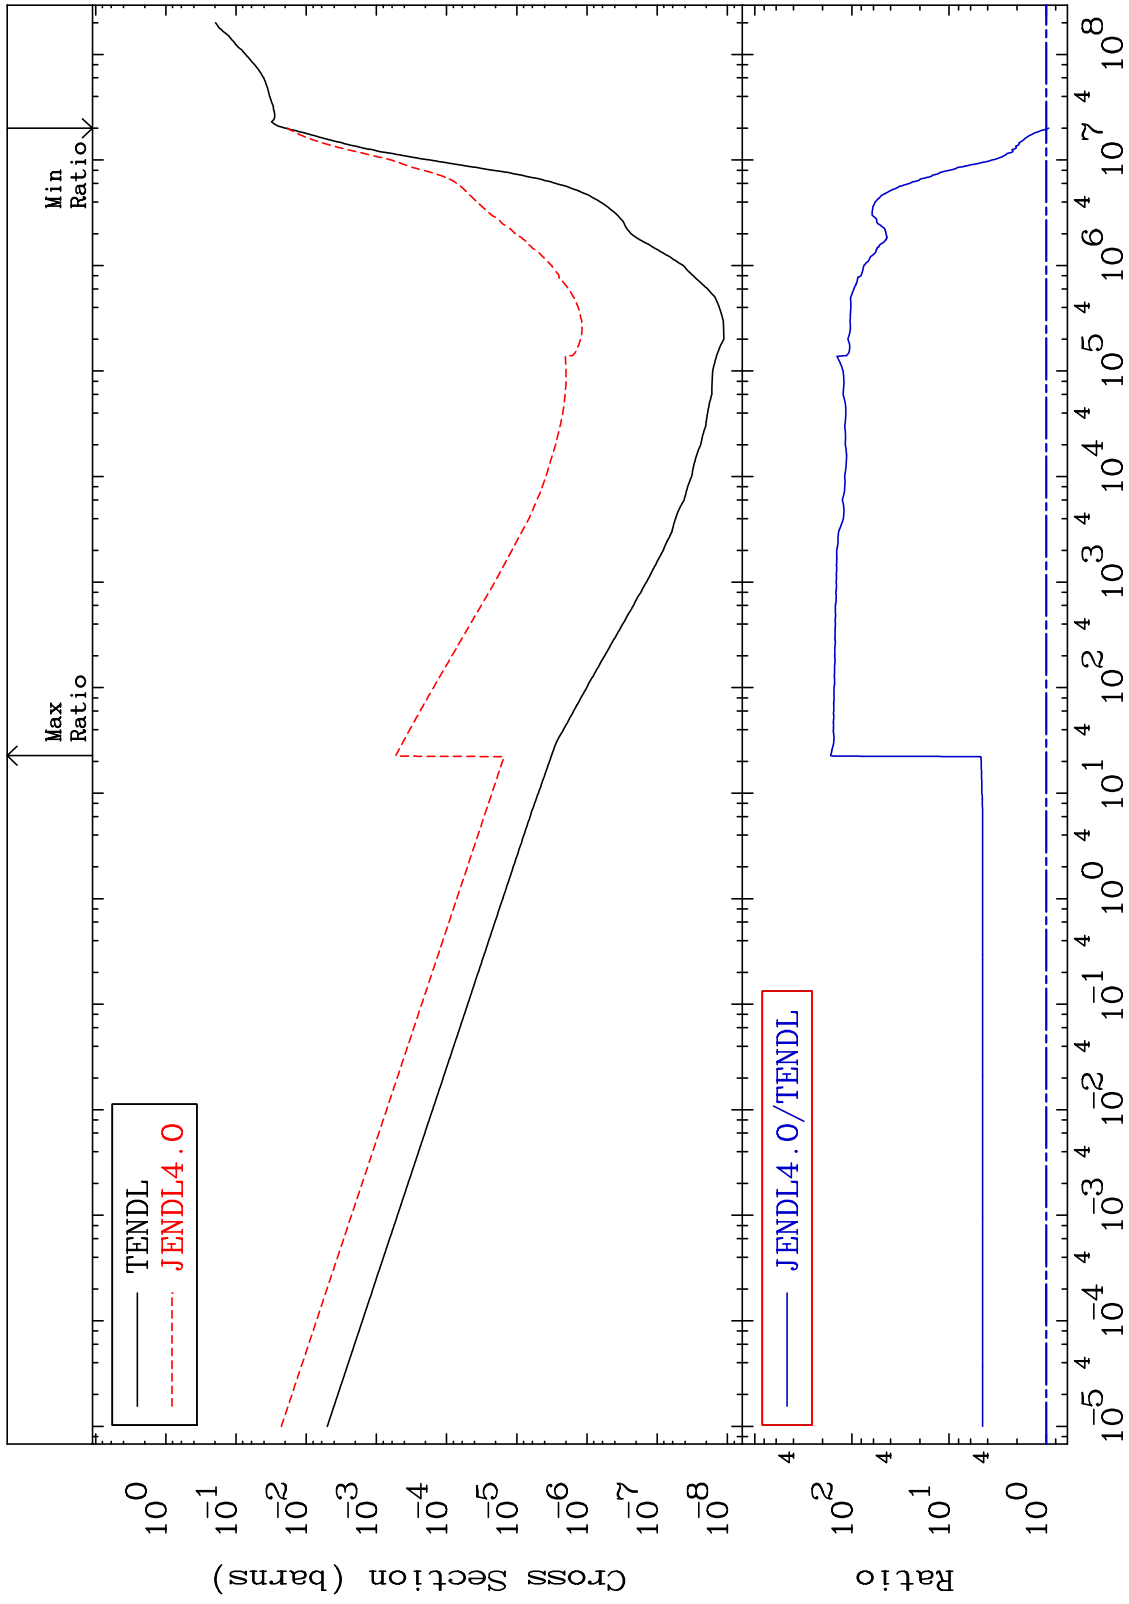 Max
Ratio
Min
Ratio
TENDL
JENDL4.0
Cross Section (barns)
10^0
10^-1
10^-2
10^-3
10^-4
10^-5
10^-6
10^-7
10^-8
JENDL4.0/TENDL
Ratio
4
10^2
4
10^1
4
10^0
10^-5 4 10^-4 4 10^-3 4 10^-2 4 10^-1 4 10^0 4 10^1 4 10^2 4 10^3 4 10^4 4 10^5 4 10^6 4 10^7 4 10^8